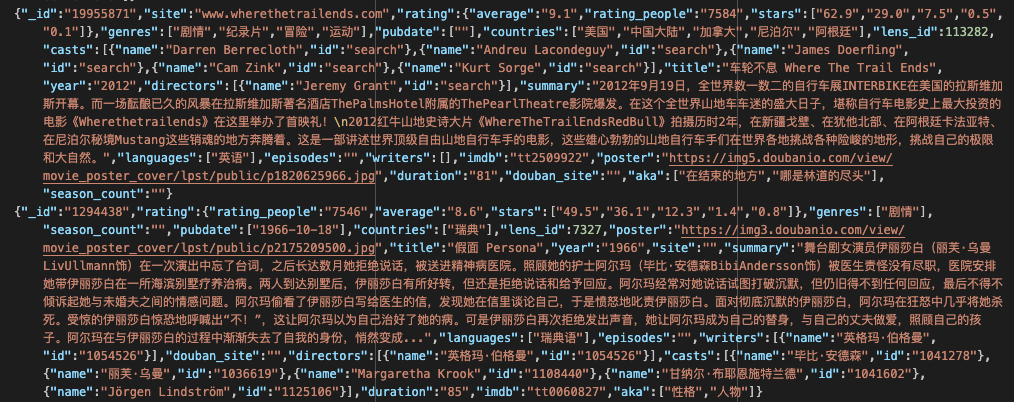 {"_id":"19955871","site":"www.wherethetrailends.com","rating":{"average":"9.1","rating_people":"7584","stars":["62.9","29.0","7.5","0.5",
"0.1"]},"genres":["剧情","纪录片","冒险","运动"],"pubdate":[""],"countries":["美国","中国大陆","加拿大","尼泊尔","阿根廷"],"lens_id":113282,
"casts":[{"name":"Darren Berrecloth","id":"search"},{"name":"Andreu Lacondeguy","id":"search"},{"name":"James Doerfling",
"id":"search"},{"name":"Cam Zink","id":"search"},{"name":"Kurt Sorge","id":"search"}],"title":"车轮不息 Where The Trail Ends",
"year":"2012","directors":[{"name":"Jeremy Grant","id":"search"}],"summary":"2012年9月19日，全世界数一数二的自行车展INTERBIKE在美国的拉斯维加
斯开幕。而一场酝酿已久的风暴在拉斯维加斯著名酒店ThePalmsHotel附属的ThePearlTheatre影院爆发。在这个全世界山地车车迷的盛大日子，堪称自行车电影史上最大投资的
电影《Wherethetrailends》在这里举办了首映礼！\n2012红牛山地史诗大片《WhereTheTrailEndsRedBull》拍摄历时2年，在新疆戈壁、在犹他北部、在阿根廷卡法亚特、
在尼泊尔秘境Mustang这些销魂的地方奔腾着。这是一部讲述世界顶级自由山地自行车手的电影，这些雄心勃勃的山地自行车手们在世界各地挑战各种险峻的地形，挑战自己的极限
和大自然。","languages":["英语"],"episodes":"","writers":[],"imdb":"tt2509922","poster":"https://img5.doubanio.com/view/
movie_poster_cover/lpst/public/p1820625966.jpg","duration":"81","douban_site":"","aka":["在结束的地方","哪是林道的尽头"],
"season_count":""}
{"_id":"1294438","rating":{"rating_people":"7546","average":"8.6","stars":["49.5","36.1","12.3","1.4","0.8"]},"genres":["剧情"],
"season_count":"","pubdate":["1966-10-18"],"countries":["瑞典"],"lens_id":7327,"poster":"https://img3.doubanio.com/view/
movie_poster_cover/lpst/public/p2175209500.jpg","title":"假面 Persona","year":"1966","site":"","summary":"舞台剧女演员伊丽莎白（丽芙·乌曼
LivUllmann饰）在一次演出中忘了台词，之后长达数月她拒绝说话，被送进精神病医院。照顾她的护士阿尔玛（毕比·安德森BibiAndersson饰）被医生责怪没有尽职，医院安排
她带伊丽莎白在一所海滨别墅疗养治病。两人到达别墅后，伊丽莎白有所好转，但还是拒绝说话和给予回应。阿尔玛经常对她说话试图打破沉默，但仍旧得不到任何回应，最后不得不
倾诉起她与未婚夫之间的情感问题。阿尔玛偷看了伊丽莎白写给医生的信，发现她在信里谈论自己，于是愤怒地叱责伊丽莎白。面对彻底沉默的伊丽莎白，阿尔玛在狂怒中几乎将她杀
死。受惊的伊丽莎白惊恐地呼喊出“不！”，这让阿尔玛以为自己治好了她的病。可是伊丽莎白再次拒绝发出声音，她让阿尔玛成为自己的替身，与自己的丈夫做爱，照顾自己的孩
子。阿尔玛在与伊丽莎白的过程中渐渐失去了自我的身份，悄然变成...","languages":["瑞典语"],"episodes":"","writers":[{"name":"英格玛·伯格曼",
"id":"1054526"}],"douban_site":"","directors":[{"name":"英格玛·伯格曼","id":"1054526"}],"casts":[{"name":"毕比·安德森","id":"1041278"},
{"name":"丽芙·乌曼","id":"1036619"},{"name":"Margaretha Krook","id":"1108440"},{"name":"甘纳尔·布耶恩施特兰德","id":"1041602"},
{"name":"Jörgen Lindström","id":"1125106"}],"duration":"85","imdb":"tt0060827","aka":["性格","人物"]}